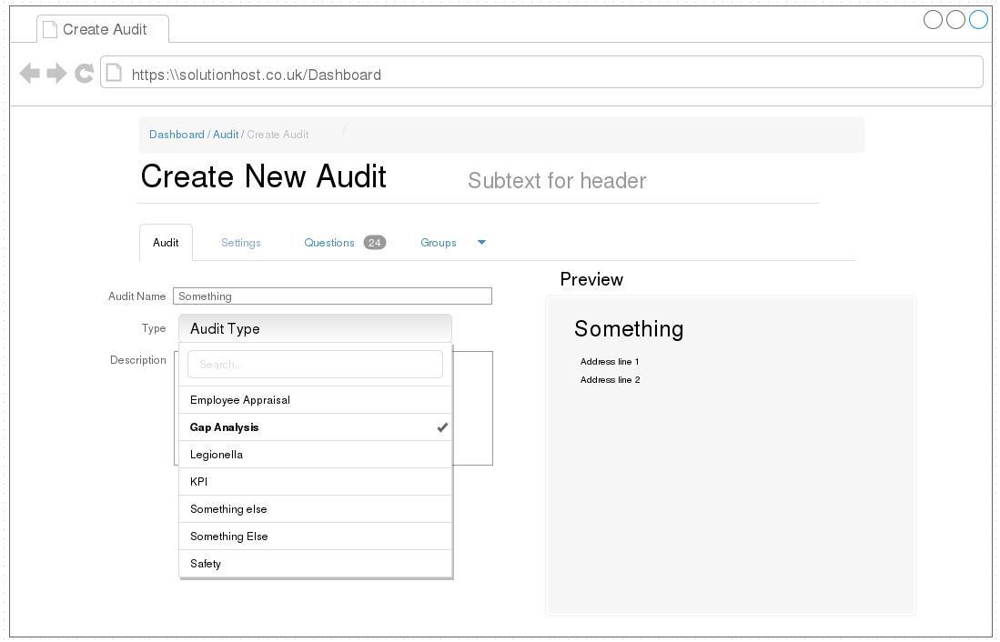 Create Audit
https:\\solutionhost.co.uk/Dashboard
Dashboard / Audit / Create Audit /
Create New Audit Subtext for header
Audit Settings Questions 24 Groups
Preview
Audit Name Something
Type Audit Type
Something
Description Search...
Address line 1
Address line 2
Employee Appraisal
Gap Analysis
Legionella
KPI
Something else
Something Else
Safety